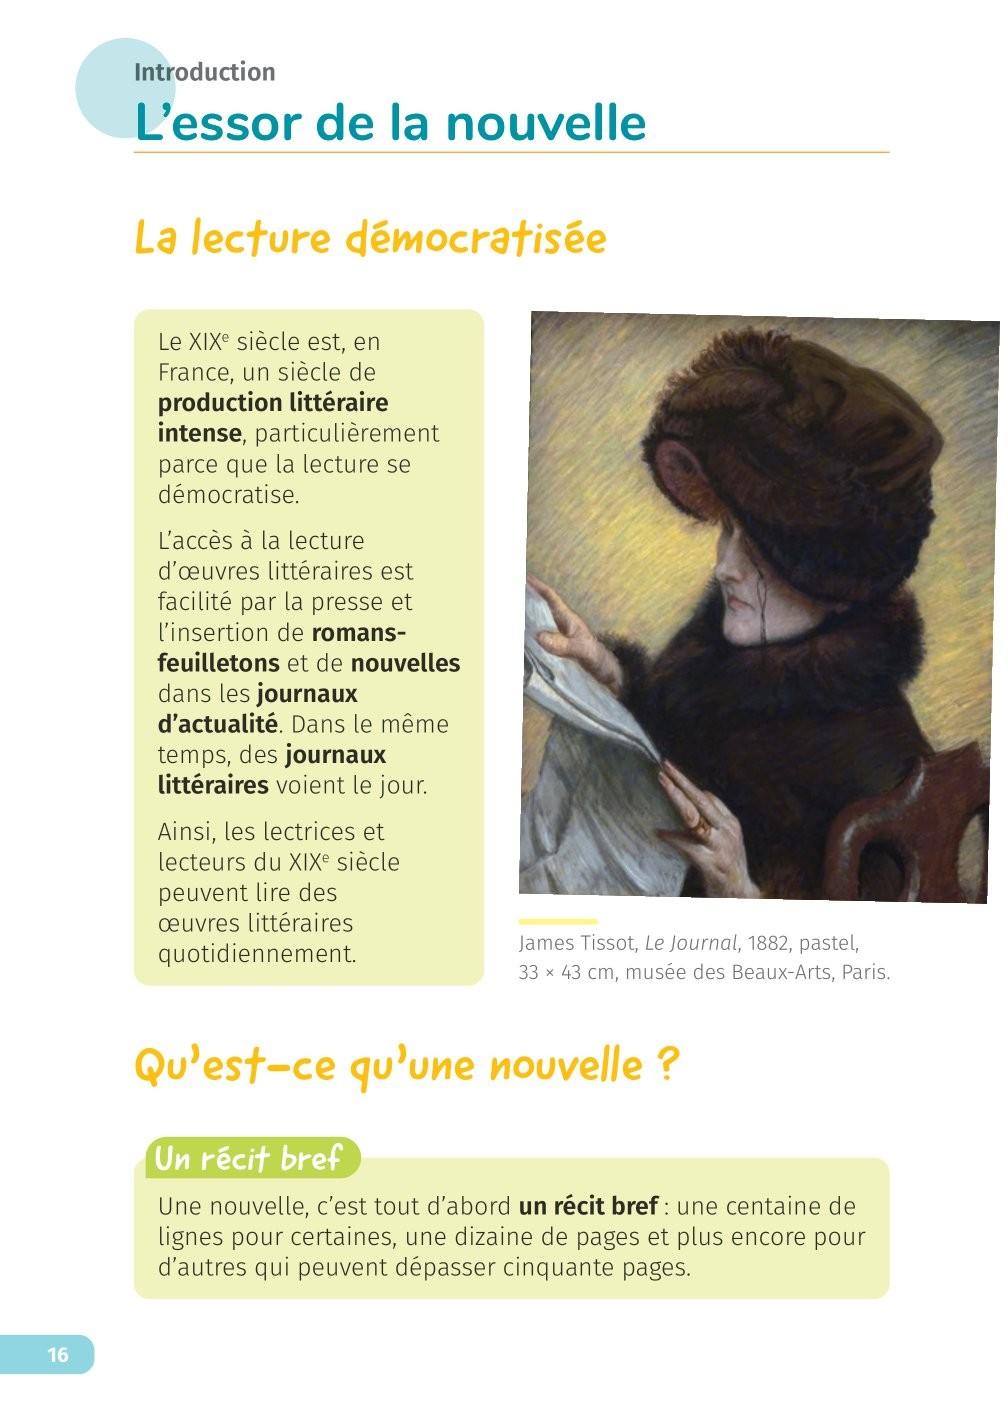 Introduction
L’essor de la nouvelle
La lecture démocratisée
Le XIXe siècle est, en
France, un siècle de
production littéraire
intense, particulièrement
parce que la lecture se
démocratise.
L’accès à la lecture
d’œuvres littéraires est
facilité par la presse et
l’insertion de romans-
feuilletons et de nouvelles
dans les journaux
d’actualité. Dans le même
temps, des journaux
littéraires voient le jour.
Ainsi, les lectrices et
lecteurs du XIXe siècle
peuvent lire des
œuvres littéraires
quotidiennement.
James Tissot, Le Journal, 1882, pastel,
33 × 43 cm, musée des Beaux-Arts, Paris.
Qu’est-ce qu’une nouvelle ?
Un récit bref
Une nouvelle, c’est tout d’abord un récit bref : une centaine de
lignes pour certaines, une dizaine de pages et plus encore pour
d’autres qui peuvent dépasser cinquante pages.
16